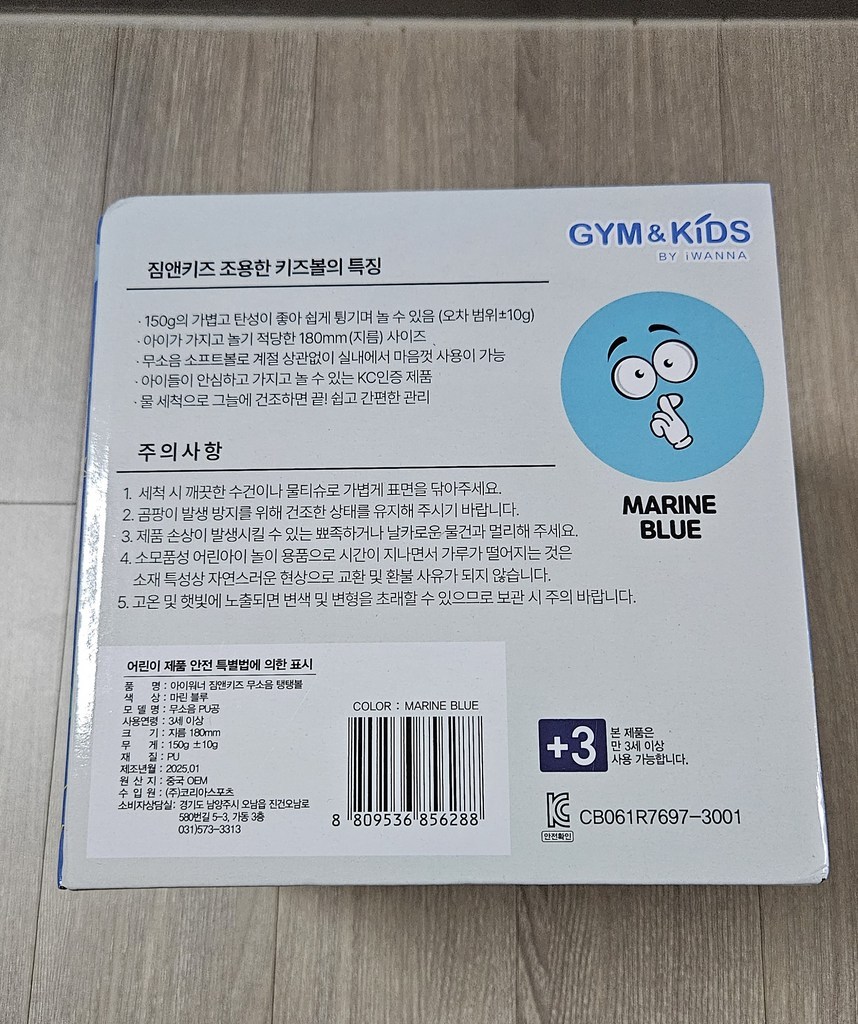 GYM & KiDS
BY iWANNA
짐앤키즈 조용한 키즈볼의 특징
· 150g의 가볍고 탄성이 좋아 쉽게 튕기며 놀 수 있음 (오차 범위±10g)
· 아이가 가지고 놀기 적당한 180mm(지름) 사이즈
· 무소음 소프트볼로 계절 상관없이 실내에서 마음껏 사용이 가능
· 아이들이 안심하고 가지고 놀 수 있는 KC인증 제품
· 물 세척으로 그늘에 건조하면 끝! 쉽고 간편한 관리
MARINE
BLUE
주의사항
1. 세척 시 깨끗한 수건이나 물티슈로 가볍게 표면을 닦아주세요.
2. 곰팡이 발생 방지를 위해 건조한 상태를 유지해 주시기 바랍니다.
3. 제품 손상이 발생시킬 수 있는 뾰족하거나 날카로운 물건과 멀리해 주세요.
4. 소모품성 어린아이 놀이 용품으로 시간이 지나면서 가루가 떨어지는 것은
소재 특성상 자연스러운 현상으로 교환 및 환불 사유가 되지 않습니다.
5. 고온 및 햇빛에 노출되면 변색 및 변형을 초래할 수 있으므로 보관 시 주의 바랍니다.
어린이 제품 안전 특별법에 의한 표시
품 명 : 아이워너 짐앤키즈 무소음 탱탱볼
색 상 : 마린 블루
모 델 명 : 무소음 PU공
사용연령 : 3세 이상
크 기 : 지름 180mm
무 게 : 150g ±10g
재 질 : PU
제조년월 : 2025.01
원 산 지 : 중국 OEM
수 입 원 : (주)코리아스포츠
소비자상담실: 경기도 남양주시 오남읍 진건오남로
580번길 5-3, 가동 3층
031)573-3313
COLOR : MARINE BLUE
8 809536 856288
+3
본 제품은
만 3세 이상
사용 가능합니다.
KC
안전확인
CB061R7697-3001